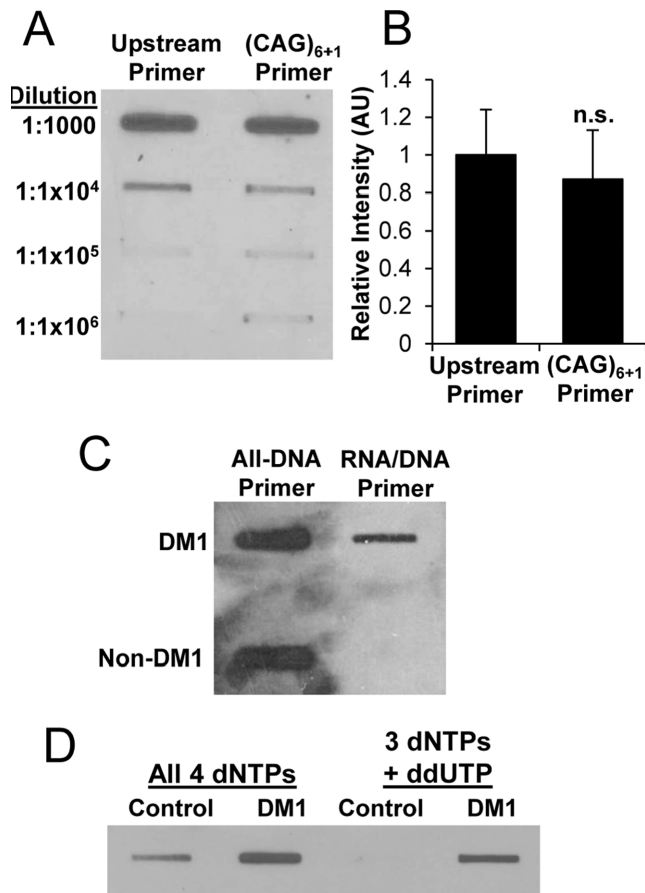 A
Upstream Primer
(CAG)6+1 Primer
Dilution
1:1000
1:1x10⁴
1:1x10⁵
1:1x10⁶
B
Relative Intensity (AU)
1.4
1.2
1
0.8
0.6
0.4
0.2
0
n.s.
Upstream Primer
(CAG)6+1 Primer
C
All-DNA Primer
RNA/DNA Primer
DM1
Non-DM1
D
All 4 dNTPs
3 dNTPs + ddUTP
Control DM1 Control DM1